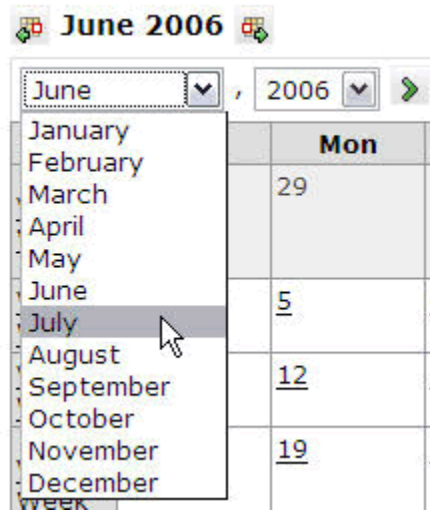 June 2006
June , 2006
Mon
January
February
29
March
April
May
June
5
July
August
12
September
October
19
November
December
Week